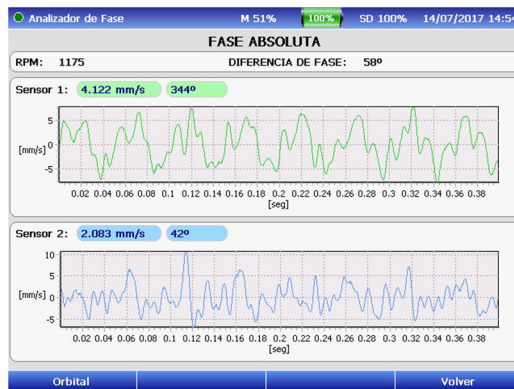 Analizador de Fase M 51% 100% SD 100% 14/07/2017 14:54
FASE ABSOLUTA
RPM: 1175 DIFERENCIA DE FASE: 58º
Sensor 1: 4.122 mm/s 344º
5
[mm/s] 0
-5
0.02 0.04 0.06 0.08 0.1 0.12 0.14 0.16 0.18 0.2 0.22 0.24 0.26 0.28 0.3 0.32 0.34 0.36 0.38
[seg]
Sensor 2: 2.083 mm/s 42º
10
5
[mm/s] 0
-5
0.02 0.04 0.06 0.08 0.1 0.12 0.14 0.16 0.18 0.2 0.22 0.24 0.26 0.28 0.3 0.32 0.34 0.36 0.38
[seg]
Orbital Volver